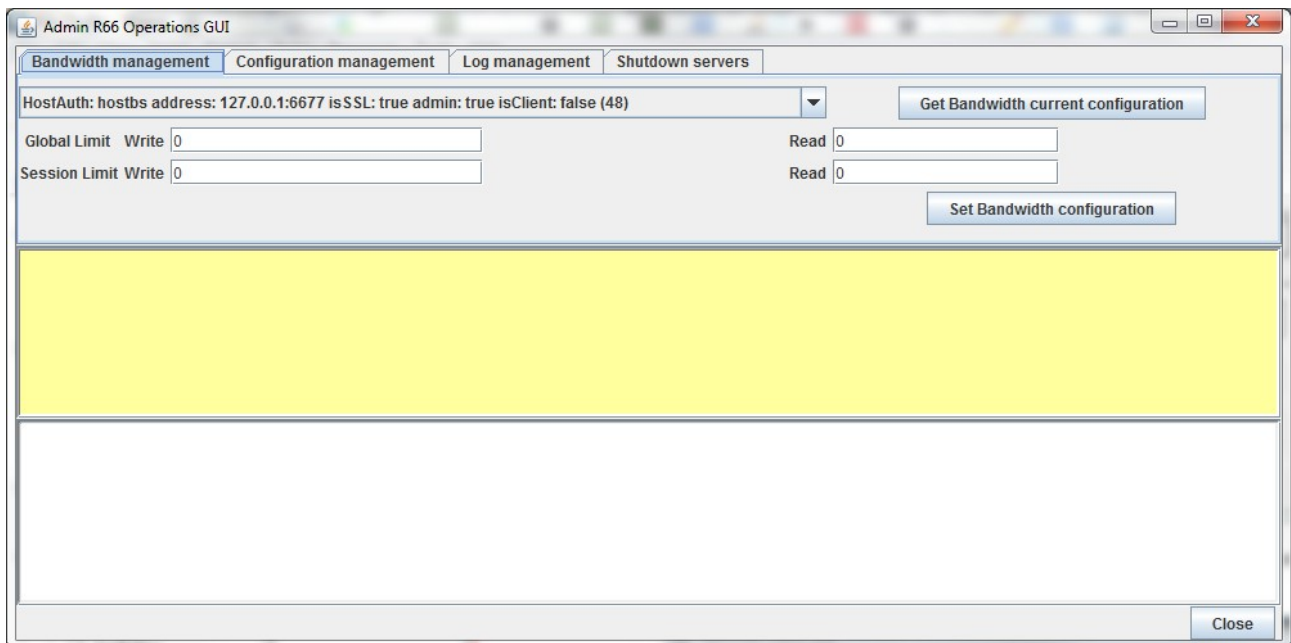 Admin R66 Operations GUI
Bandwidth management Configuration management Log management Shutdown servers
HostAuth: hostbs address: 127.0.0.1:6677 isSSL: true admin: true isClient: false (48) Get Bandwidth current configuration
Global Limit Write 0 Read 0
Session Limit Write 0 Read 0
Set Bandwidth configuration
Close